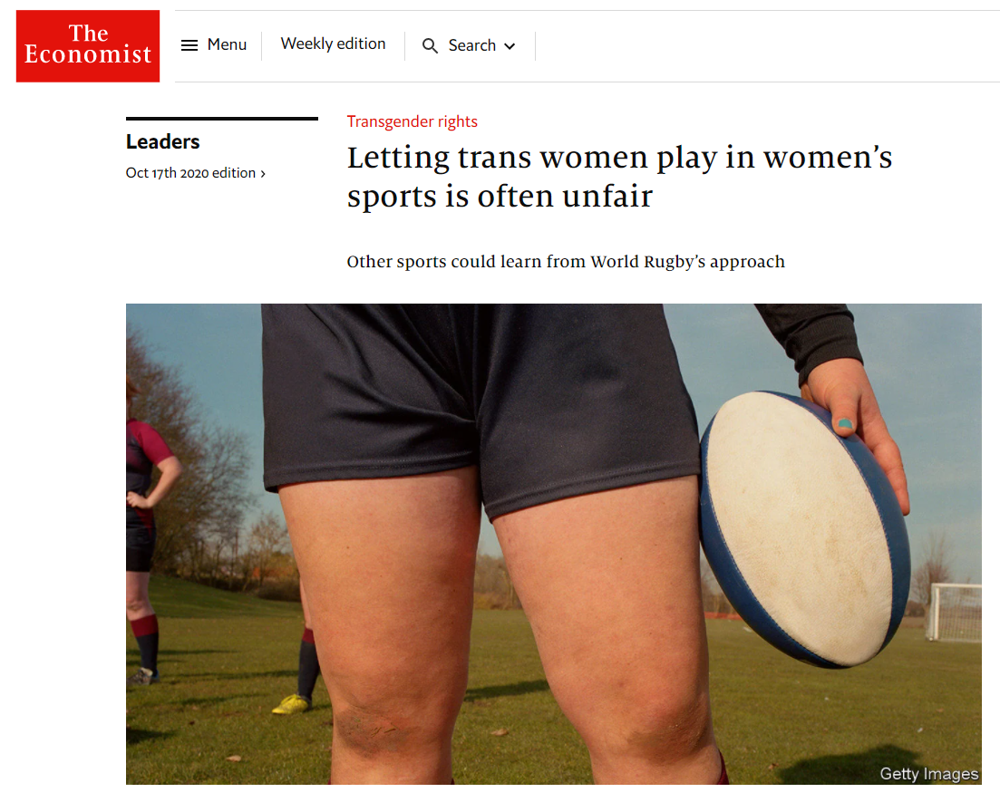 The
Economist
Menu
Weekly edition
Search
Leaders
Oct 17th 2020 edition ›
Transgender rights
Letting trans women play in women’s
sports is often unfair
Other sports could learn from World Rugby’s approach
Getty Images